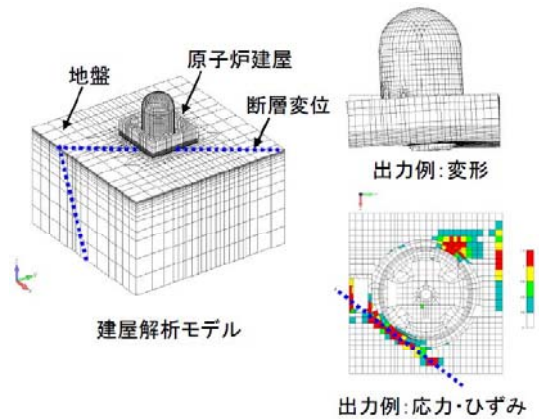 地盤
原子炉建屋
断層変位
建屋解析モデル
出力例:変形
出力例:応力・ひずみ